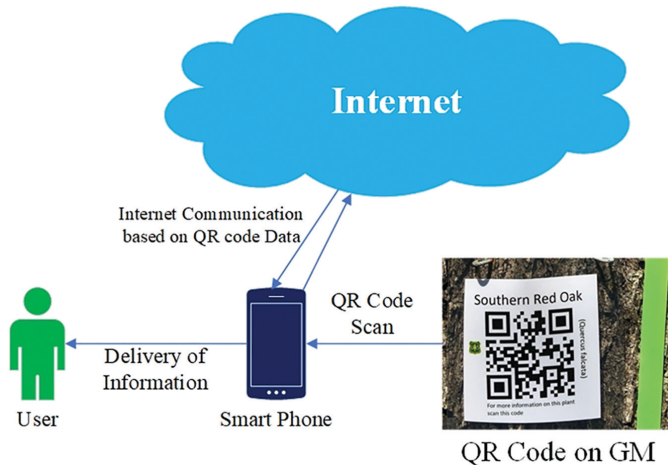 Internet
Internet Communication
based on QR code Data
QR Code
Scan
Southern Red Oak
(Quercus falcata)
For more information on this plant
scan this code
Delivery of
Information
User
Smart Phone
QR Code on GM